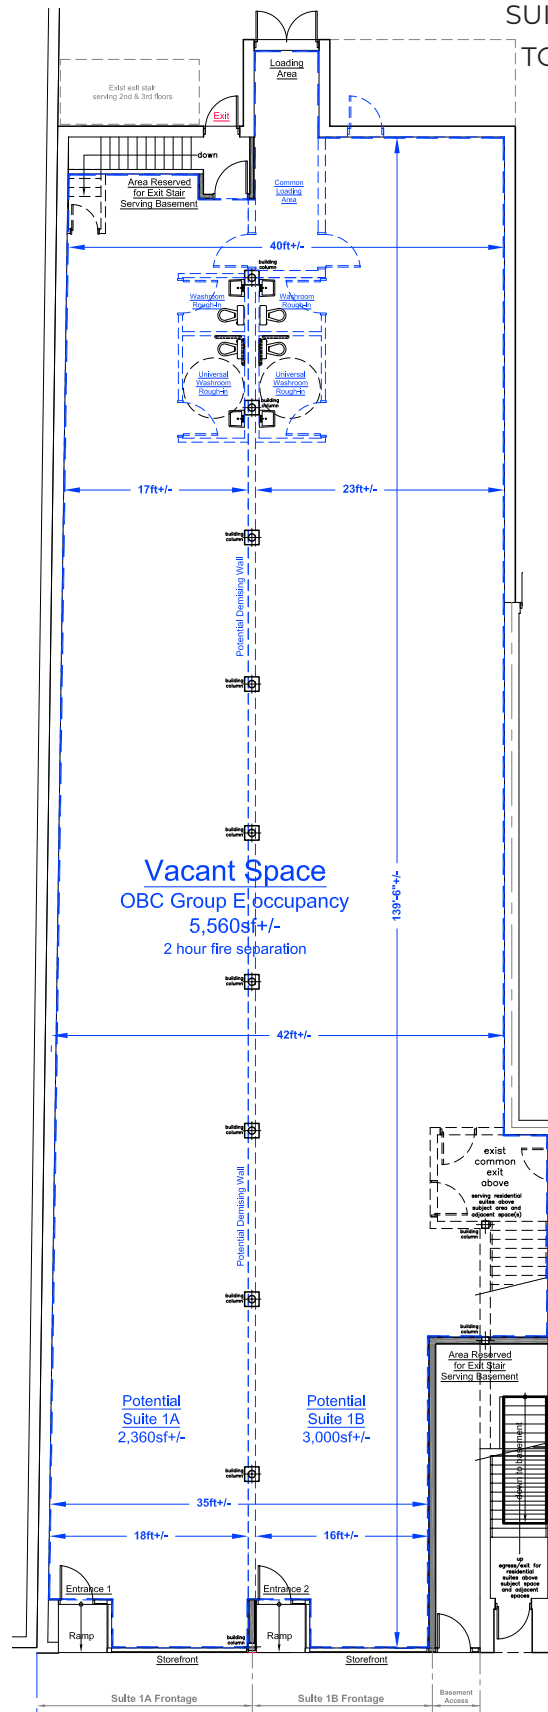 SUI
TO
Loading
Area
Exist exit stair
serving 2nd & 3rd floors
Exit
down
Area Reserved
for Exit Stair
Serving Basement
Common
Loading
Area
40ft+/-
building
column
Washroom
Rough-In
Washroom
Rough-In
Universal
Washroom
Rough-in
Universal
Washroom
Rough-in
building
column
17ft+/-
23ft+/-
building
column
Potential Demising Wall
building
column
building
column
Vacant Space
OBC Group E occupancy
5,560sf+/-
2 hour fire separation
139'-6"+/-
building
column
42ft+/-
building
column
exist
common
exit
above
serving residential
suites above
subject area and
adjacent space(s)
Potential Demising Wall
building
column
building
column
building
column
Area Reserved
for Exit Stair
Serving Basement
Potential
Suite 1A
2,360sf+/-
Potential
Suite 1B
3,000sf+/-
down to basement
building
column
35ft+/-
18ft+/-
16ft+/-
up
egress/exit for
residential
suites above
subject space
and adjacent
spaces
Entrance 1
Entrance 2
Ramp
building
column
Ramp
Storefront
Storefront
Suite 1A Frontage
Suite 1B Frontage
Basement
Access